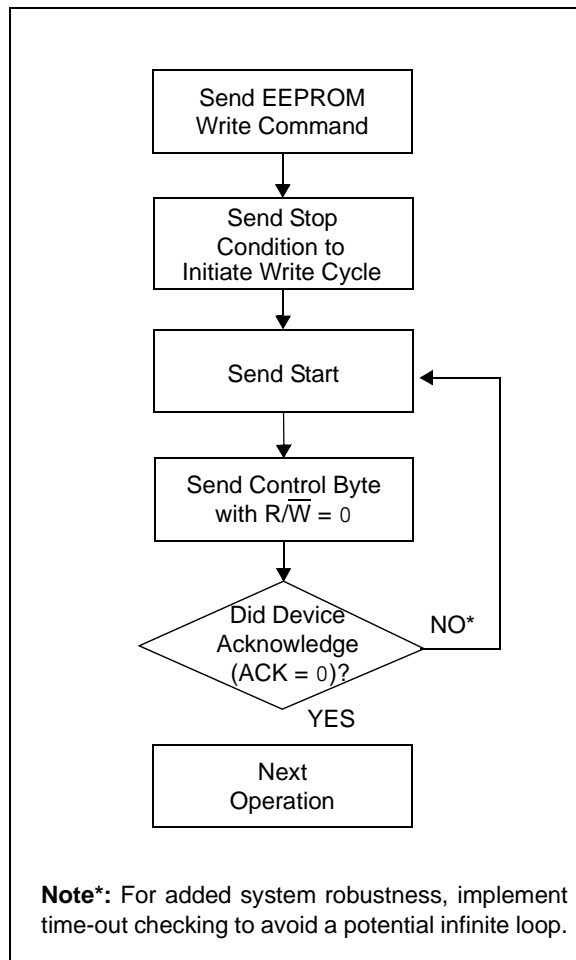 Send EEPROM
Write Command
Send Stop
Condition to
Initiate Write Cycle
Send Start
Send Control Byte
with R/W̅ = 0
Did Device
Acknowledge
(ACK = 0)?
NO*
YES
Next
Operation
Note*: For added system robustness, implement
time-out checking to avoid a potential infinite loop.